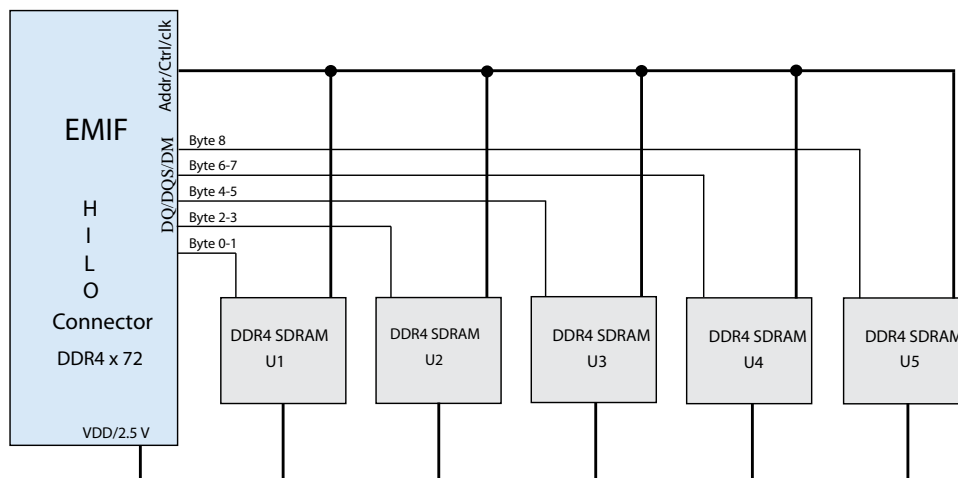 Addr/Ctrl/clk
EMIF
DQ/DQS/DM
Byte 8
Byte 6-7
Byte 4-5
Byte 2-3
Byte 0-1
H
I
L
O
Connector
DDR4 x 72
VDD/2.5 V
DDR4 SDRAM
U1
DDR4 SDRAM
U2
DDR4 SDRAM
U3
DDR4 SDRAM
U4
DDR4 SDRAM
U5